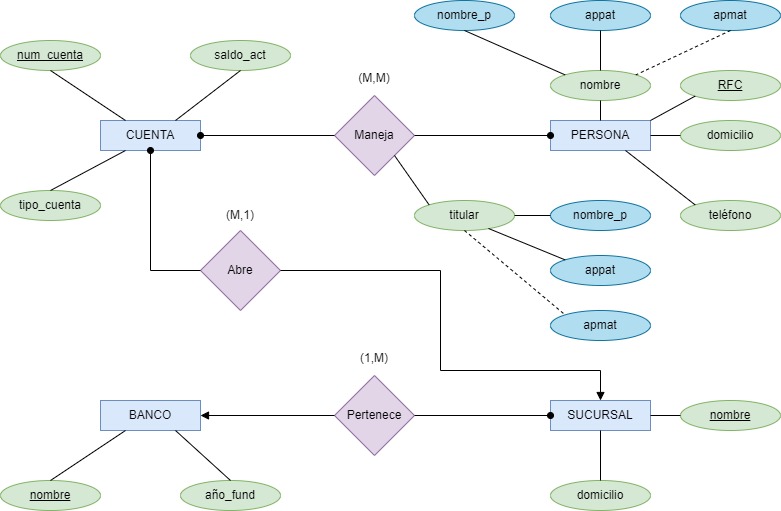 nombre_p
appat
apmat
num_cuenta
saldo_act
(M,M)
nombre
RFC
CUENTA
Maneja
PERSONA
domicilio
tipo_cuenta
titular
nombre_p
teléfono
(M,1)
Abre
appat
apmat
(1,M)
BANCO
Pertenece
SUCURSAL
nombre
nombre
año_fund
domicilio